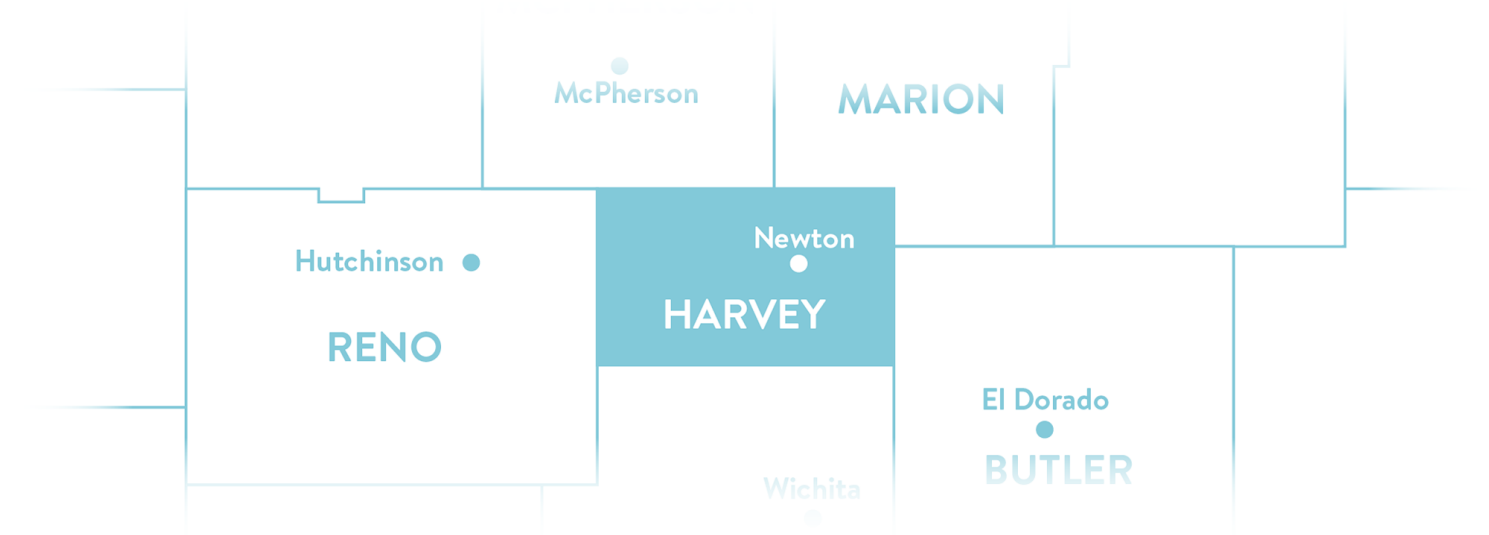 McPherson
MARION
Newton
Hutchinson
HARVEY
RENO
El Dorado
BUTLER
Wichita